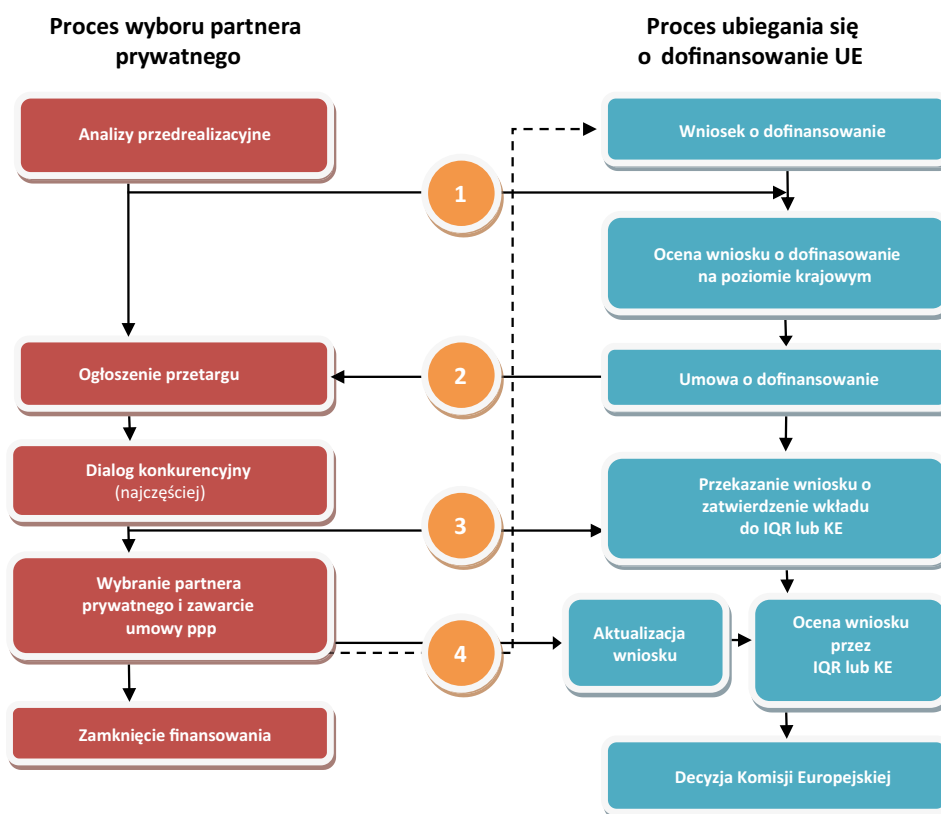 Proces wyboru partnera
prywatnego
Proces ubiegania się
o dofinansowanie UE
Analizy przedrealizacyjne
Wniosek o dofinansowanie
1
Ocena wniosku o dofinasowanie
na poziomie krajowym
Ogłoszenie przetargu
2
Umowa o dofinansowanie
Dialog konkurencyjny
(najczęściej)
Przekazanie wniosku o
zatwierdzenie wkładu
do IQR lub KE
3
Wybranie partnera
prywatnego i zawarcie
umowy ppp
4
Aktualizacja
wniosku
Ocena wniosku
przez
IQR lub KE
Zamknięcie finansowania
Decyzja Komisji Europejskiej